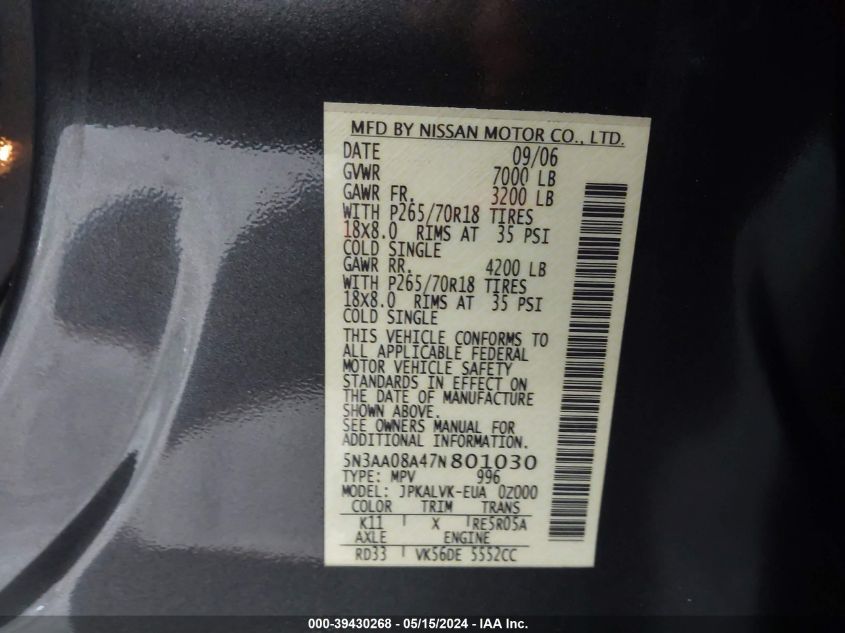 MFD BY NISSAN MOTOR CO., LTD.
DATE 09/06
GVWR 7000 LB
GAWR FR. 3200 LB
WITH P265/70R18 TIRES
18X8.0 RIMS AT 35 PSI
COLD SINGLE
GAWR RR. 4200 LB
WITH P265/70R18 TIRES
18X8.0 RIMS AT 35 PSI
COLD SINGLE
THIS VEHICLE CONFORMS TO
ALL APPLICABLE FEDERAL
MOTOR VEHICLE SAFETY
STANDARDS IN EFFECT ON
THE DATE OF MANUFACTURE
SHOWN ABOVE.
SEE OWNERS MANUAL FOR
ADDITIONAL INFORMATION.
5N3AA08A47N801030
TYPE: MPV 996
MODEL: JPKALVK-EUA 0Z000
COLOR TRIM TRANS
K11 X RE5R05A
AXLE ENGINE
RD33 VK56DE 5552CC
000-39430268 - 05/15/2024 - IAA Inc.